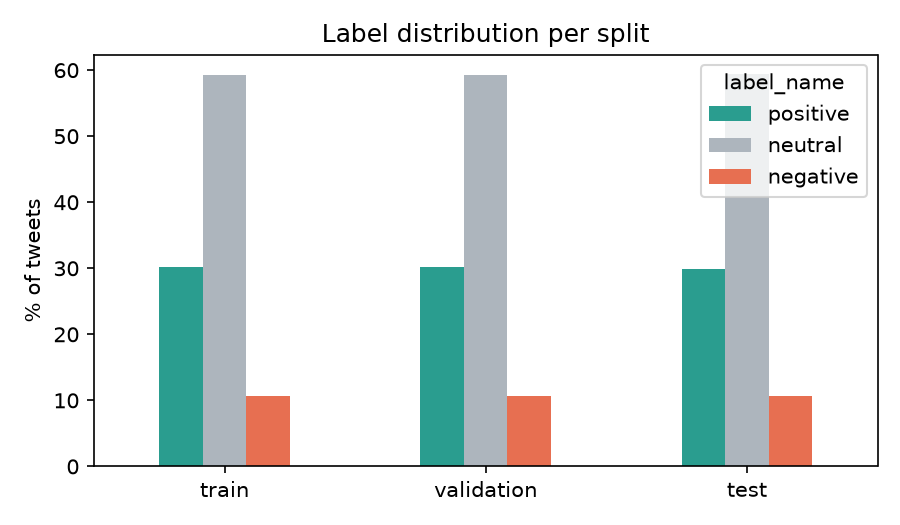 Label distribution per split
% of tweets
60
50
40
30
20
10
0
label_name
positive
neutral
negative
train
validation
test